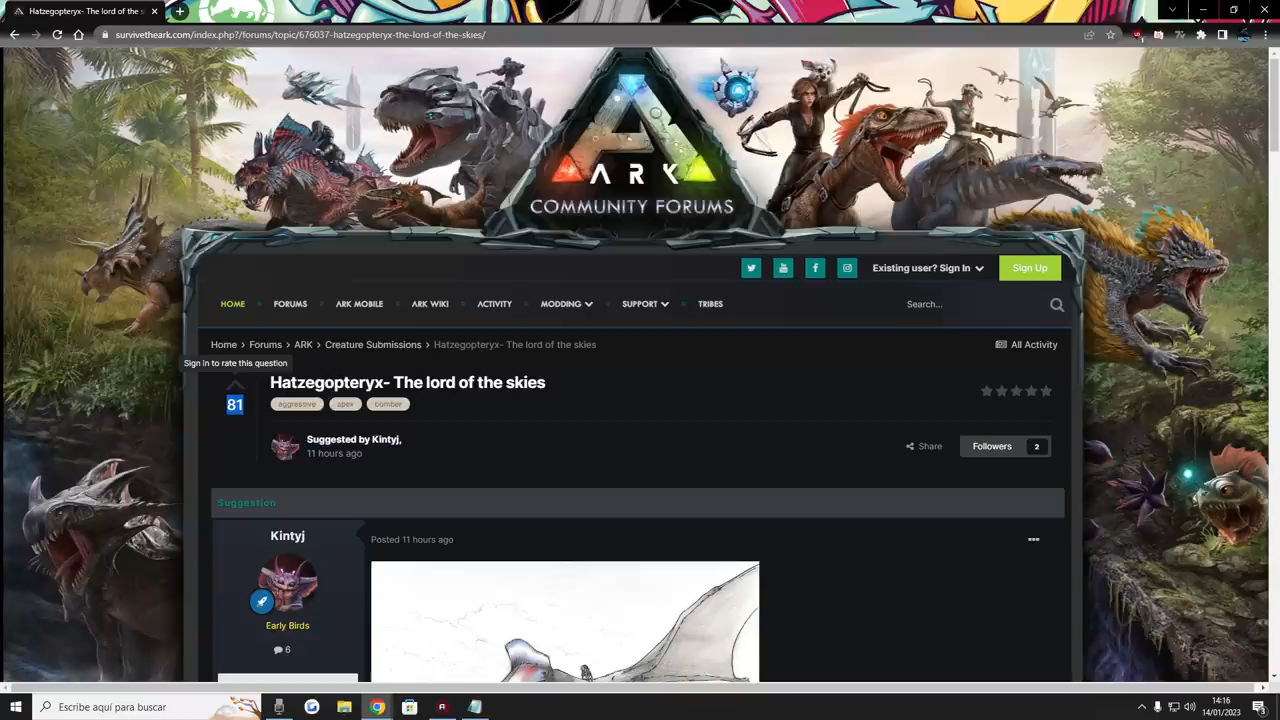 Hatzegopteryx- The lord of the s
survivetheark.com/index.php?/forums/topic/676037-hatzegopteryx-the-lord-of-the-skies/
1
ARK
COMMUNITY FORUMS
Existing user? Sign In
Sign Up
HOME
FORUMS
ARK MOBILE
ARK WIKI
ACTIVITY
MODDING
SUPPORT
TRIBES
Search...
Home > Forums > ARK > Creature Submissions > Hatzegopteryx- The lord of the skies
All Activity
Sign in to rate this question
81
Hatzegopteryx- The lord of the skies
aggressive apex bomber
Suggested by Kintyj,
11 hours ago
Share
Followers 2
Suggestion
Kintyj
Posted 11 hours ago
Early Birds
6
Escribe aquí para buscar
14:16
14/01/2023
3